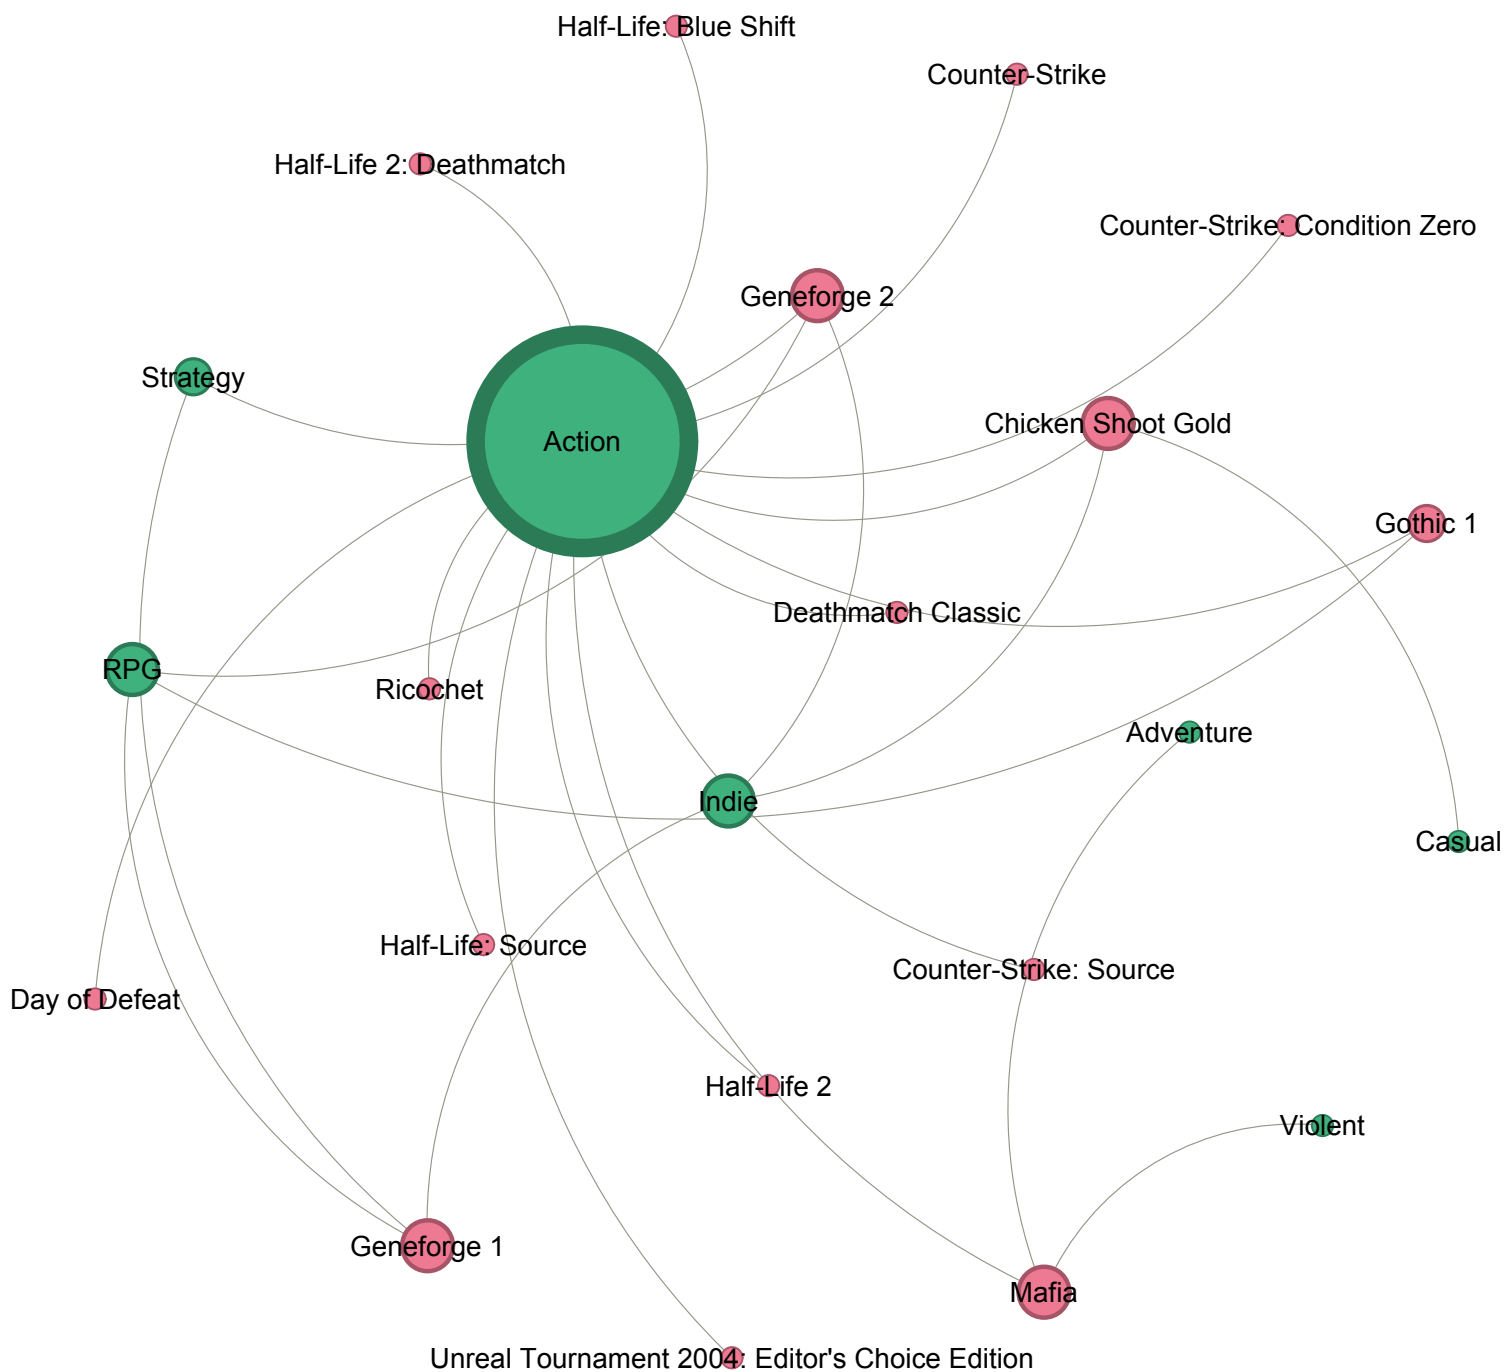 Half-Life: Blue Shift
Counter-Strike
Half-Life 2: Deathmatch
Counter-Strike: Condition Zero
Geneforge 2
Strategy
Action
Chicken Shoot Gold
Gothic 1
Deathmatch Classic
RPG
Ricochet
Adventure
Indie
Casual
Half-Life: Source
Counter-Strike: Source
Day of Defeat
Half-Life 2
Violent
Geneforge 1
Mafia
Unreal Tournament 2004: Editor's Choice Edition